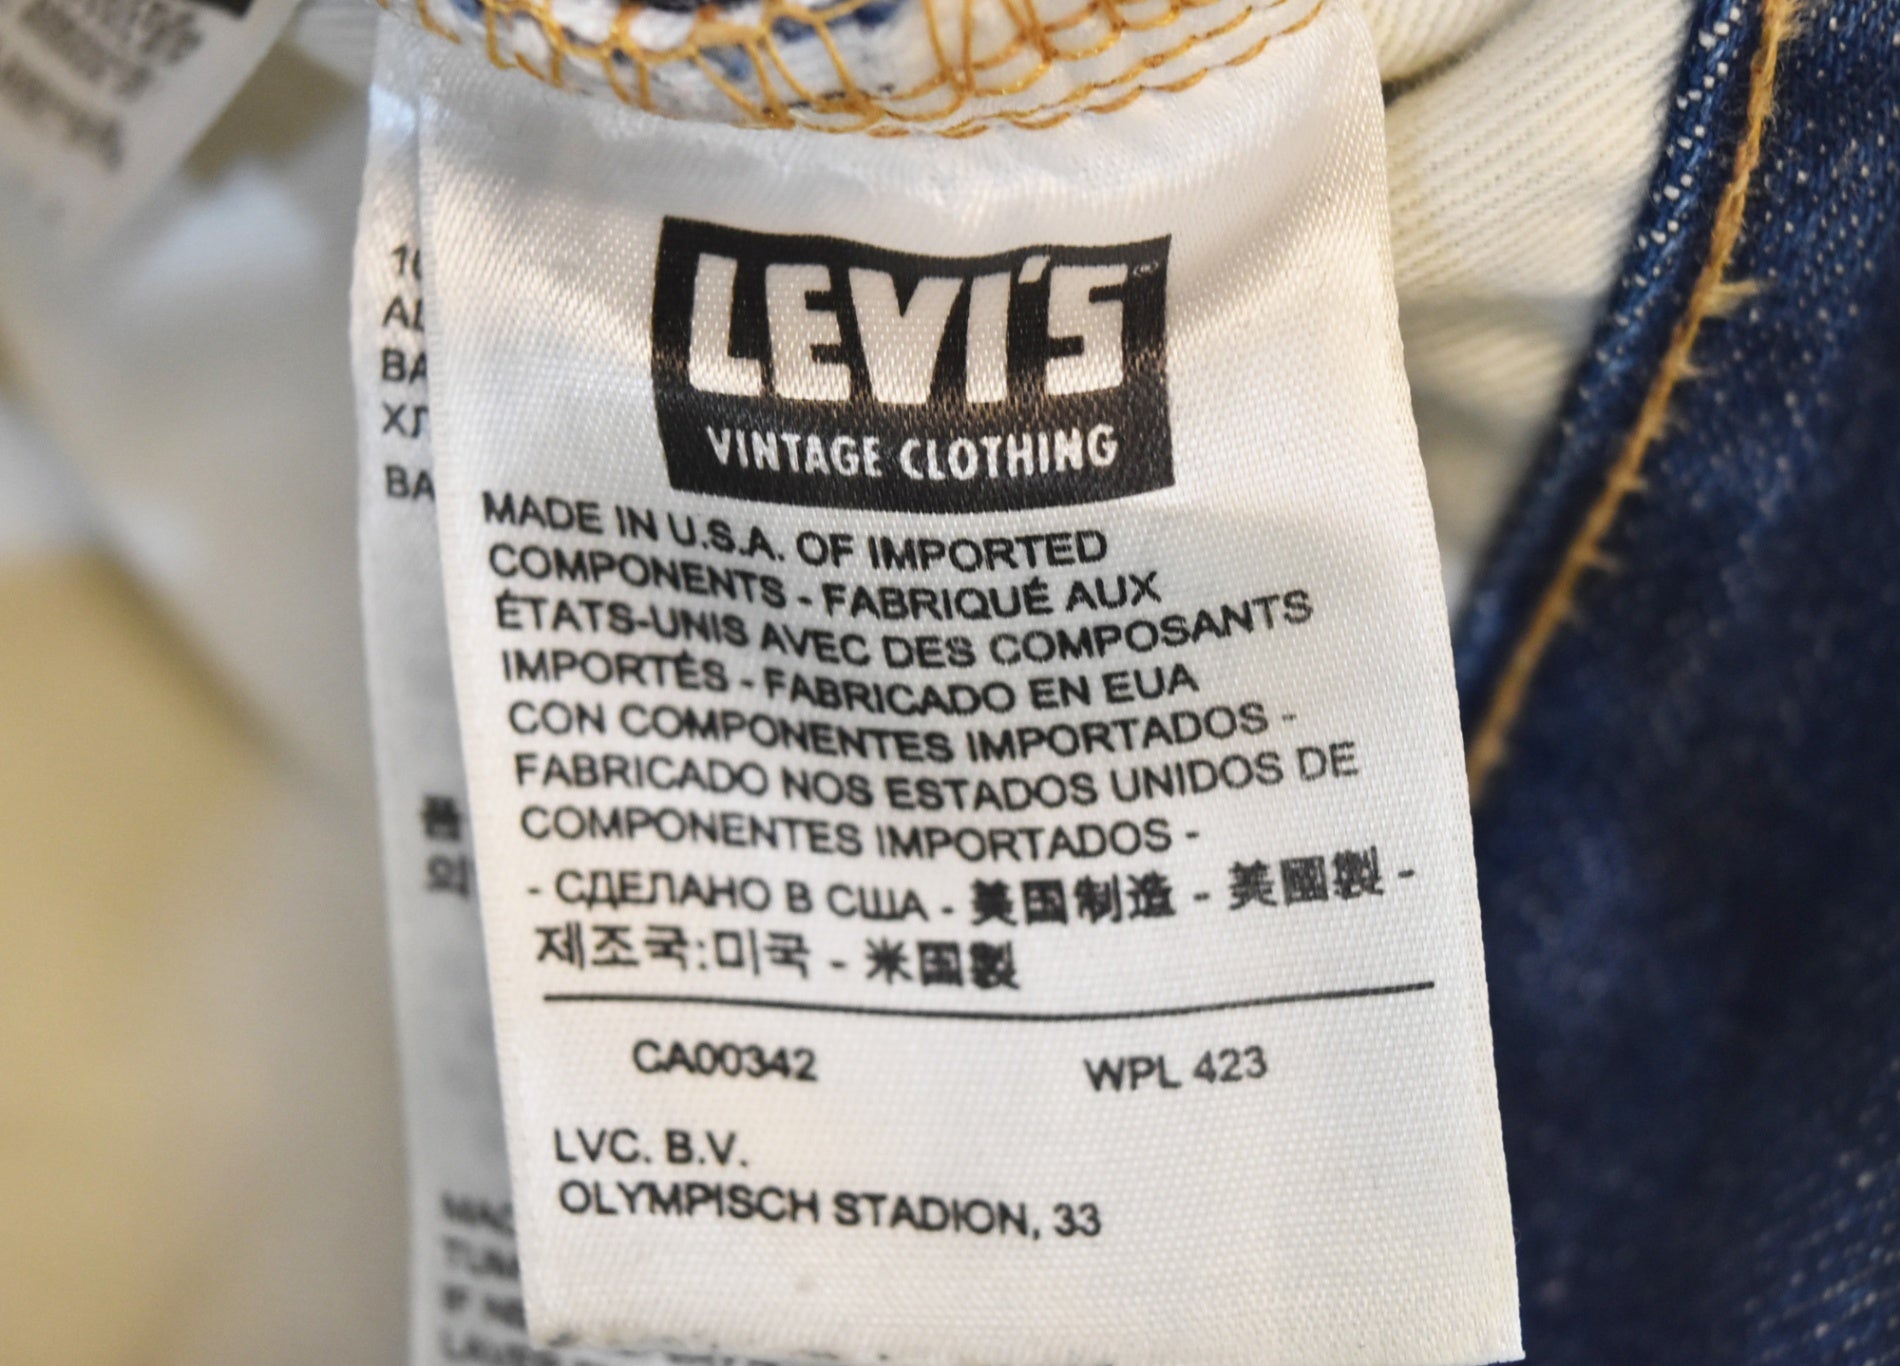 LEVI'S
VINTAGE CLOTHING
MADE IN U.S.A. OF IMPORTED
COMPONENTS - FABRIQUÉ AUX
ÉTATS-UNIS AVEC DES COMPOSANTS
IMPORTÉS - FABRICADO EN EUA
CON COMPONENTES IMPORTADOS -
FABRICADO NOS ESTADOS UNIDOS DE
COMPONENTES IMPORTADOS -
- СДЕЛАНО В США - 美国制造 - 美國製 -
제조국:미국 - 米国製
CA00342 WPL 423
LVC. B.V.
OLYMPISCH STADION, 33